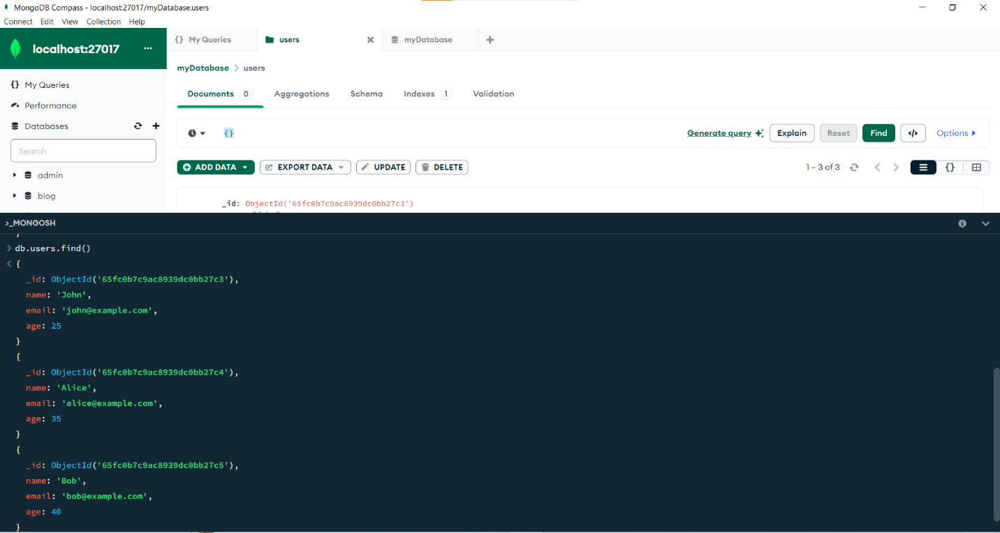 MongoDB Compass - localhost:27017/myDatabase.users
Connect Edit View Collection Help
localhost:27017 ...
{} My Queries
users
myDatabase
myDatabase > users
{} My Queries
Performance
Databases
Search
admin
blog
Documents 0 Aggregations Schema Indexes 1 Validation
{} Generate query Explain Reset Find </> Options
ADD DATA EXPORT DATA UPDATE DELETE 1 – 3 of 3 {}
_id: ObjectId('65fc0b7c9ac8939dc0bb27c3')
>_MONGOSH
}
> db.users.find()
< {
_id: ObjectId('65fc0b7c9ac8939dc0bb27c3'),
name: 'John',
email: 'john@example.com',
age: 25
}
{
_id: ObjectId('65fc0b7c9ac8939dc0bb27c4'),
name: 'Alice',
email: 'alice@example.com',
age: 35
}
{
_id: ObjectId('65fc0b7c9ac8939dc0bb27c5'),
name: 'Bob',
email: 'bob@example.com',
age: 40
}